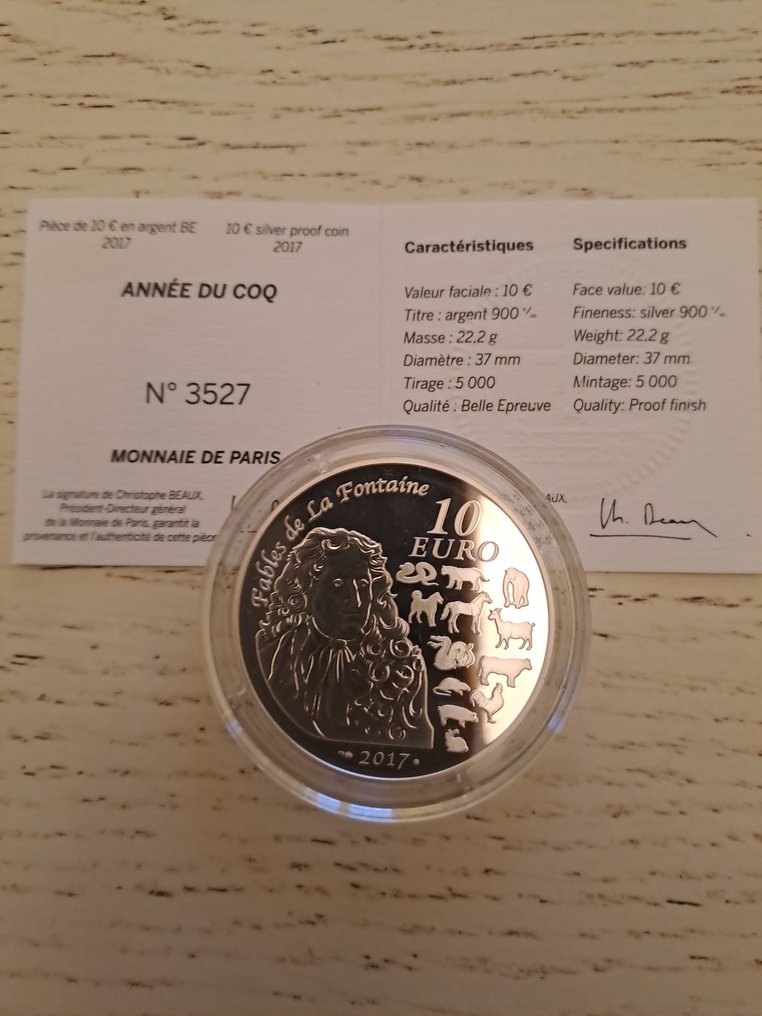 Pièce de 10 € en argent BE
2017
10 € silver proof coin
2017
ANNÉE DU COQ
N° 3527
MONNAIE DE PARIS
La signature de Christophe BEAUX,
Président-Directeur général
de la Monnaie de Paris, garantit la
provenance et l'authenticité de cette pièce
Caractéristiques
Valeur faciale : 10 €
Titre : argent 900 ‰
Masse : 22,2 g
Diamètre : 37 mm
Tirage : 5 000
Qualité : Belle Epreuve
Specifications
Face value: 10 €
Fineness: silver 900 ‰
Weight: 22.2 g
Diameter: 37 mm
Mintage: 5 000
Quality: Proof finish
AUX,
Fables de La Fontaine
10
EURO
2017